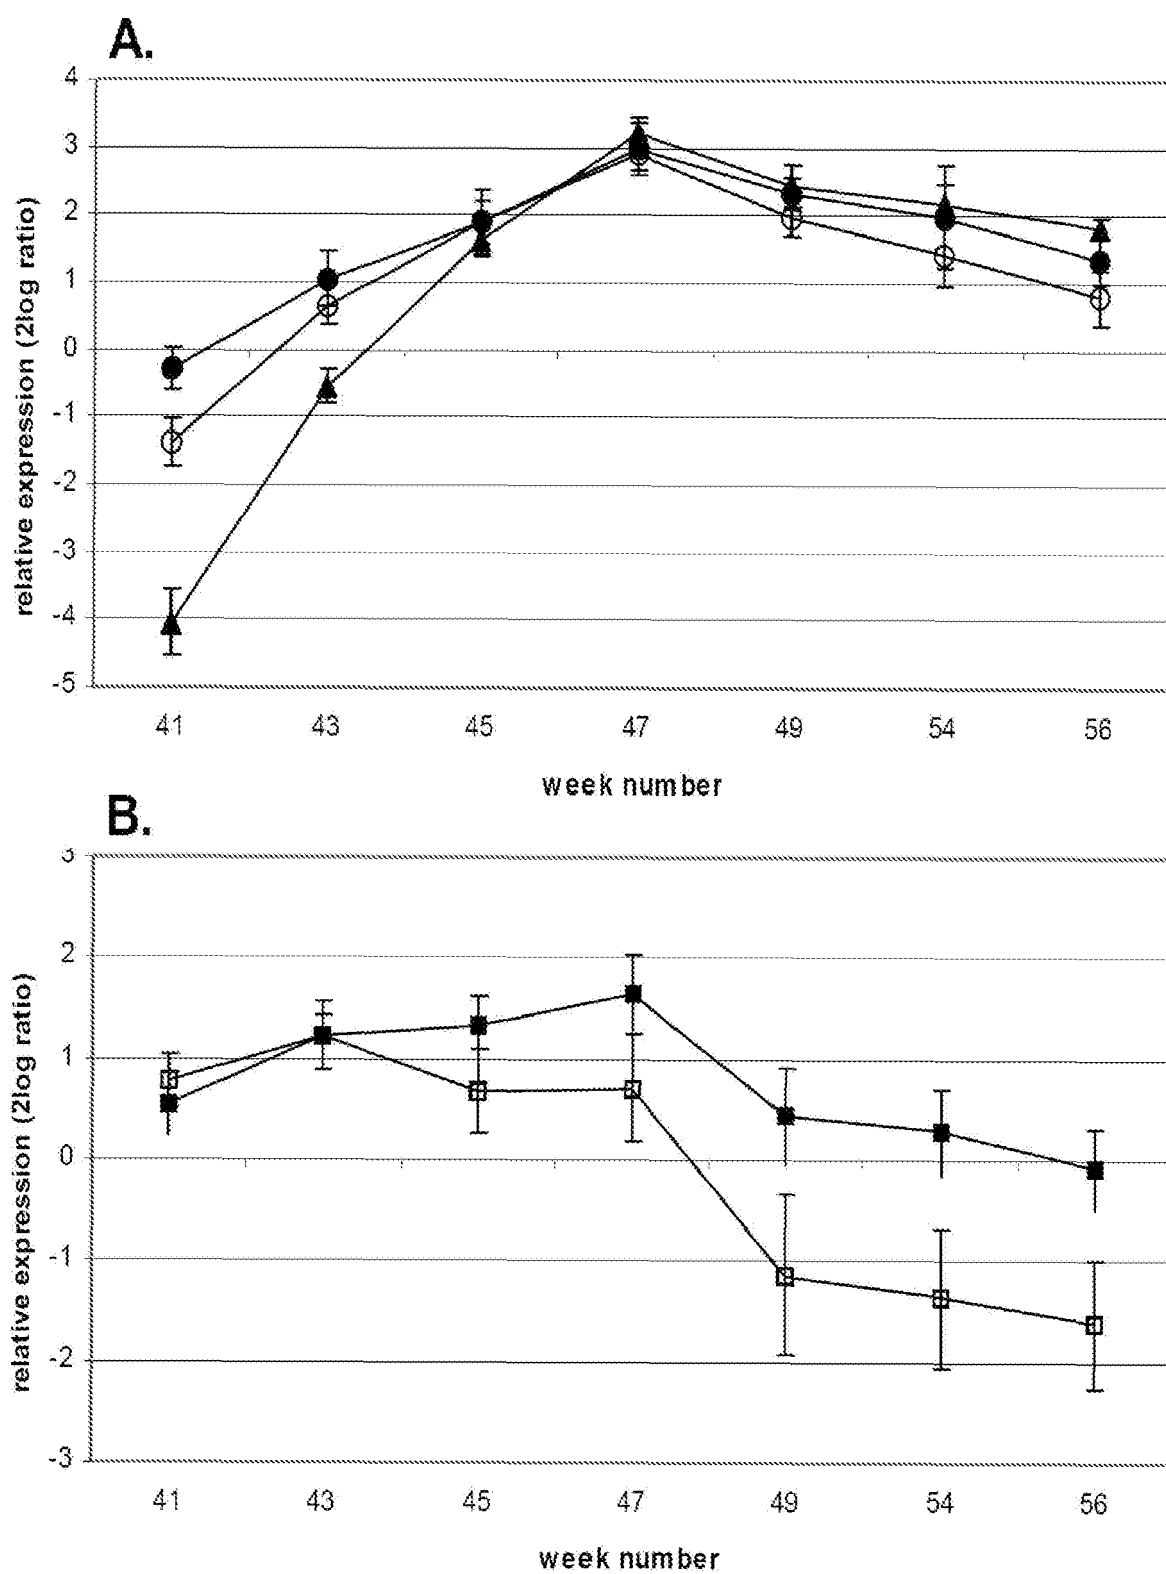 A.
4
3
2
1
0
-1
-2
-3
-4
-5
relative expression (2log ratio)
41 43 45 47 49 54 56
week number
B.
3
2
1
0
-1
-2
-3
relative expression (2log ratio)
41 43 45 47 49 54 56
week number